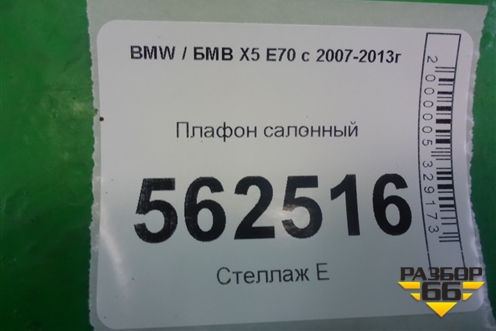 BMW / БМВ X5 E70 с 2007-2013г
Плафон салонный
562516
Стеллаж Е
2000005329173
РАЗБОР
66